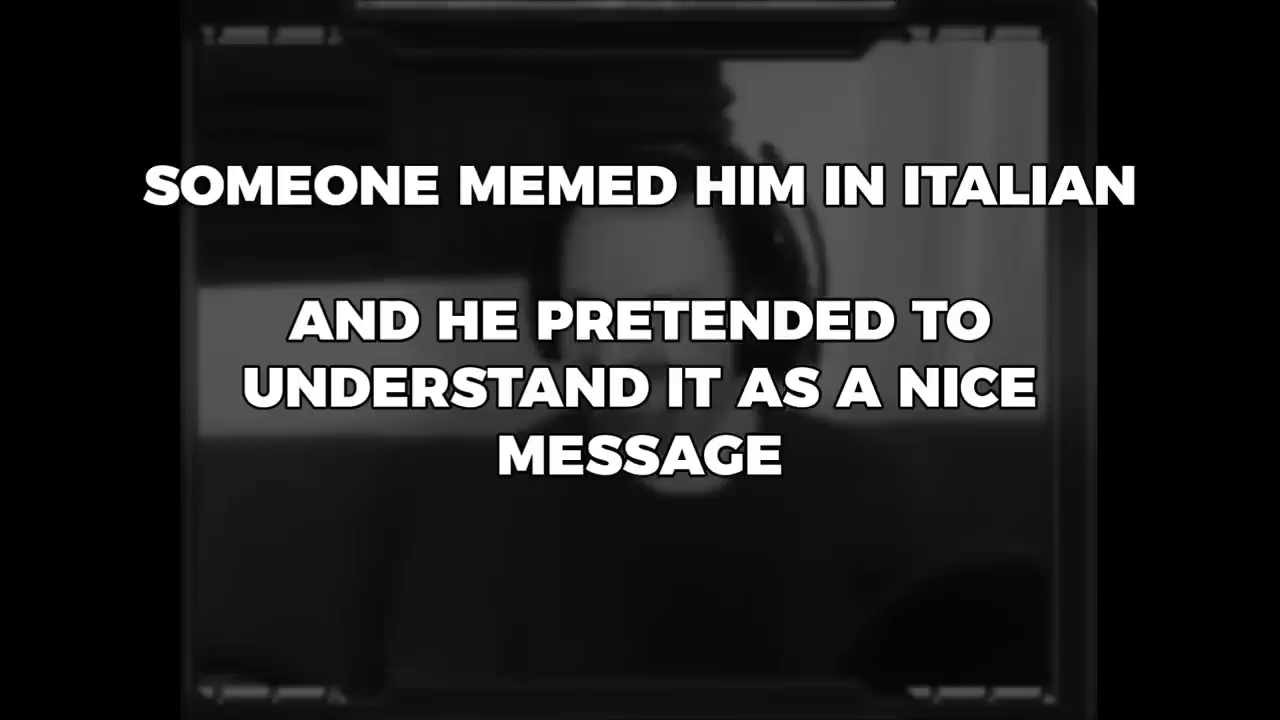 SOMEONE MEMED HIM IN ITALIAN
AND HE PRETENDED TO
UNDERSTAND IT AS A NICE
MESSAGE